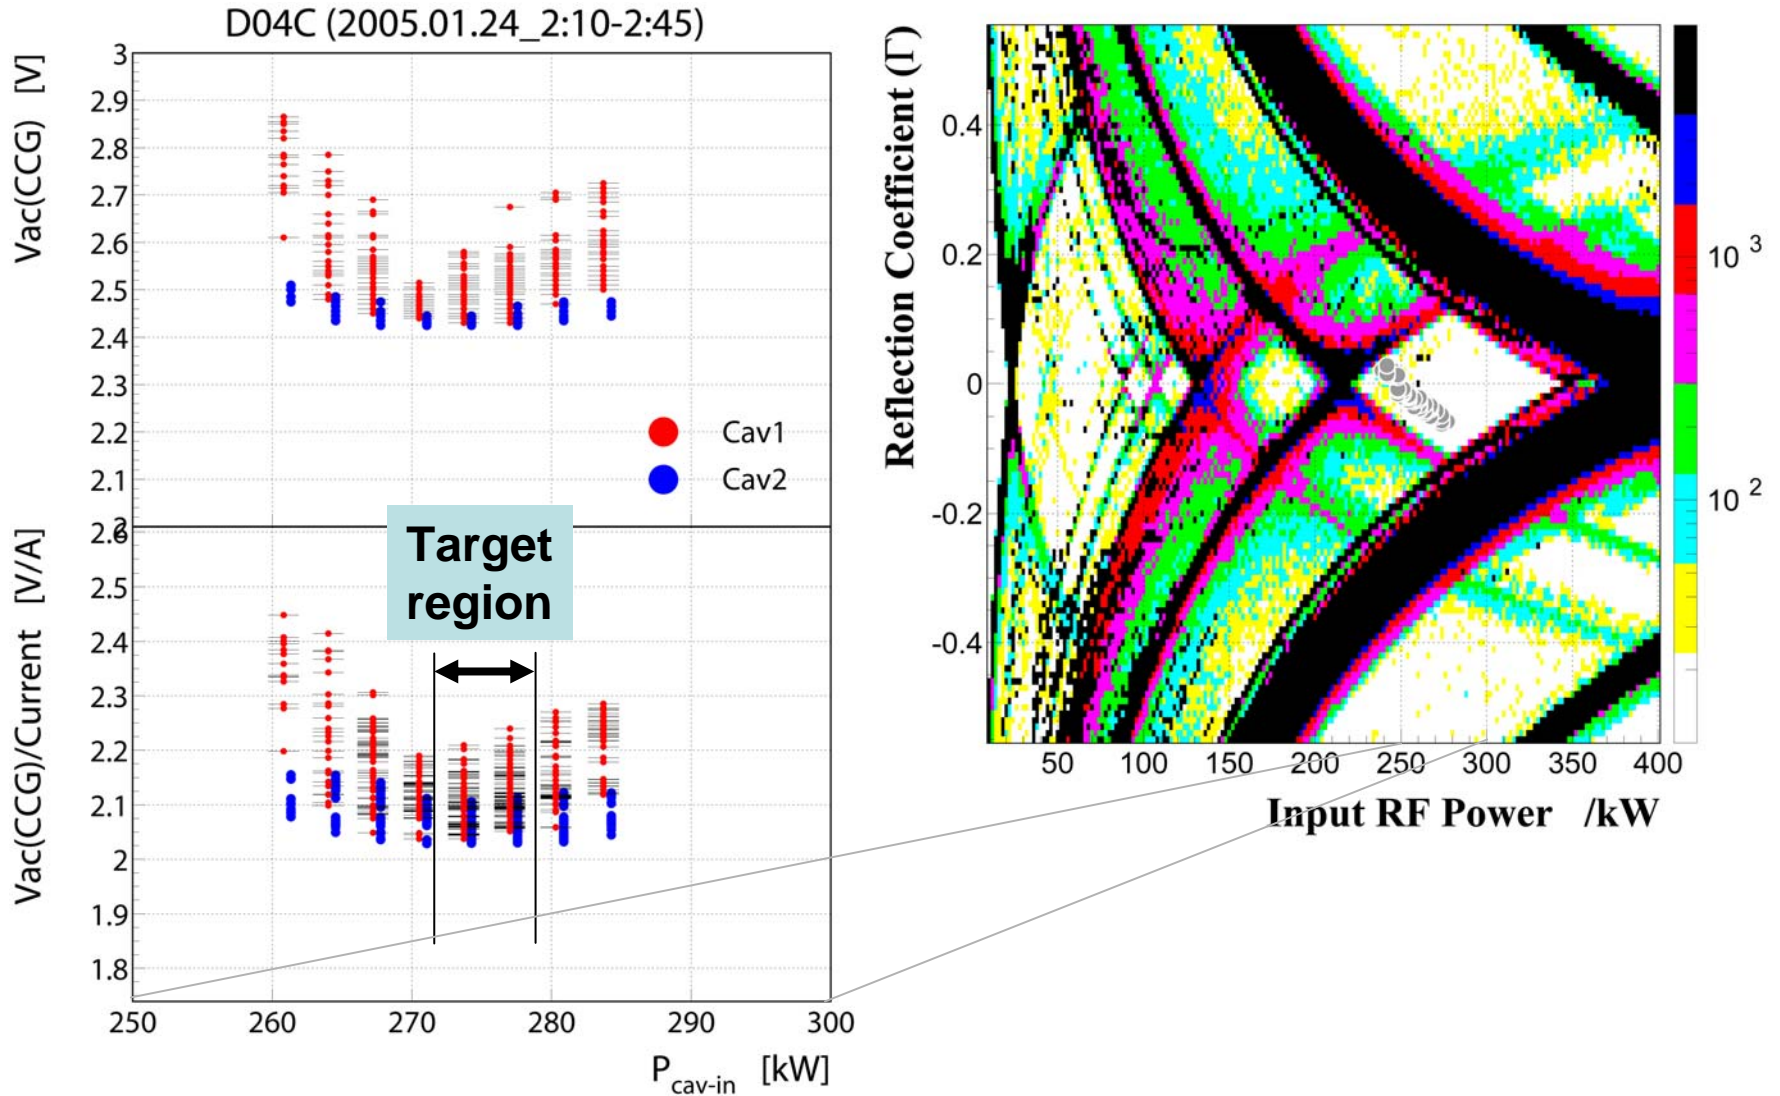 D04C (2005.01.24_2:10-2:45)
Vac(CCG) [V]
3
2.9
2.8
2.7
2.6
2.5
2.4
2.3
2.2
2.1
2
Cav1
Cav2
Target
region
Vac(CCG)/Current [V/A]
2.6
2.5
2.4
2.3
2.2
2.1
2
1.9
1.8
250 260 270 280 290 300
P cav-in [kW]
Reflection Coefficient (Γ)
0.4
0.2
0
-0.2
-0.4
50 100 150 200 250 300 350 400
Input RF Power /kW
10 3
10 2